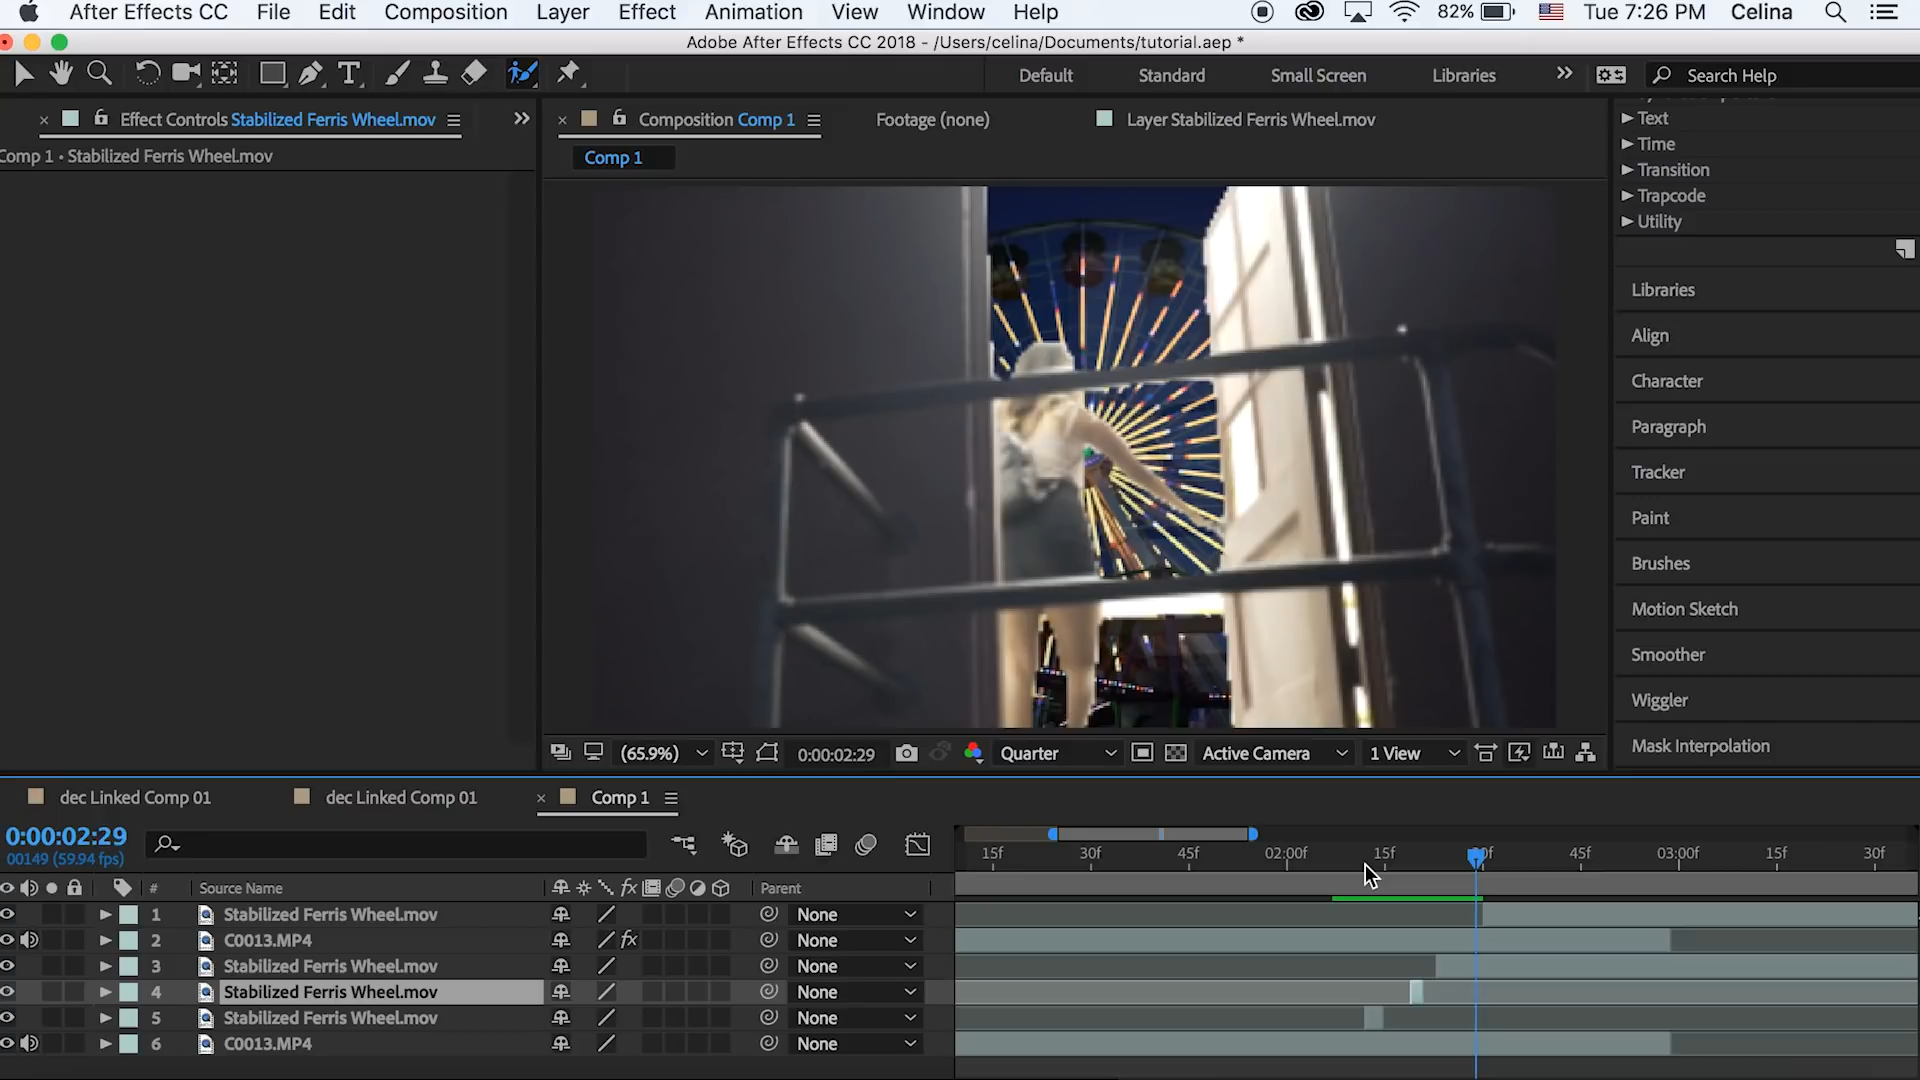 After Effects CC File Edit Composition Layer Effect Animation View Window Help 82% Tue 7:26 PM Celina
Adobe After Effects CC 2018 - /Users/celina/Documents/tutorial.aep *
Default Standard Small Screen Libraries Search Help
Effect Controls Stabilized Ferris Wheel.mov
Composition Comp 1
Footage (none)
Layer Stabilized Ferris Wheel.mov
Comp 1 • Stabilized Ferris Wheel.mov
Comp 1
Text
Time
Transition
Trapcode
Utility
Libraries
Align
Character
Paragraph
Tracker
Paint
Brushes
Motion Sketch
Smoother
Wiggler
Mask Interpolation
(65.9%) 0:00:02:29 Quarter Active Camera 1 View
dec Linked Comp 01 dec Linked Comp 01 Comp 1
0:00:02:29
00149 (59.94 fps)
15f 30f 45f 02:00f 15f 45f 03:00f 15f 30f
# Source Name fx Parent
1 Stabilized Ferris Wheel.mov None
2 C0013.MP4 fx None
3 Stabilized Ferris Wheel.mov None
4 Stabilized Ferris Wheel.mov None
5 Stabilized Ferris Wheel.mov None
6 C0013.MP4 None